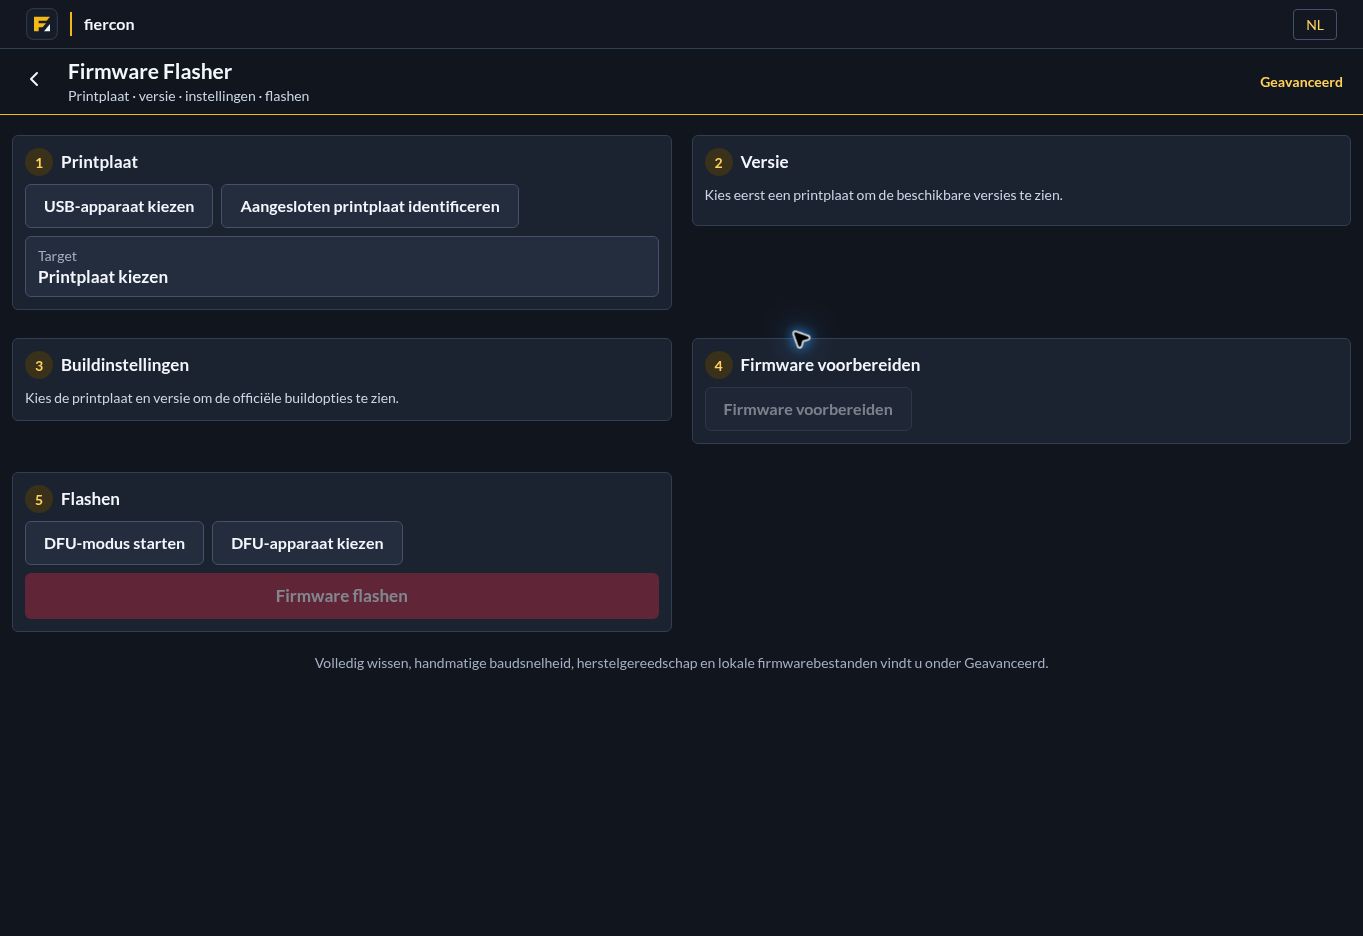 fiercon
NL
Firmware Flasher
Printplaat · versie · instellingen · flashen
Geavanceerd
1 Printplaat
USB-apparaat kiezen
Aangesloten printplaat identificeren
Target
Printplaat kiezen
2 Versie
Kies eerst een printplaat om de beschikbare versies te zien.
3 Buildinstellingen
Kies de printplaat en versie om de officiële buildopties te zien.
4 Firmware voorbereiden
Firmware voorbereiden
5 Flashen
DFU-modus starten
DFU-apparaat kiezen
Firmware flashen
Volledig wissen, handmatige baudsnelheid, herstelgereedschap en lokale firmwarebestanden vindt u onder Geavanceerd.